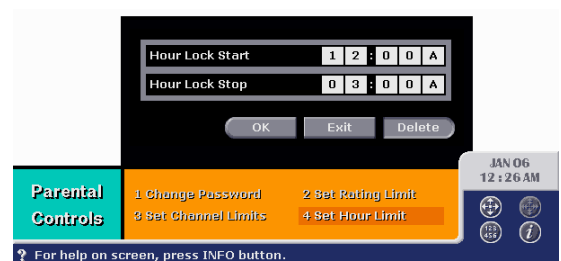 Hour Lock Start 1 2 : 0 0 A
Hour Lock Stop 0 3 : 0 0 A
OK Exit Delete
JAN 06
12 : 26 AM
Parental
Controls
1 Change Password 2 Set Rating Limit
3 Set Channel Limits 4 Set Hour Limit
123
456
i
? For help on screen, press INFO button.